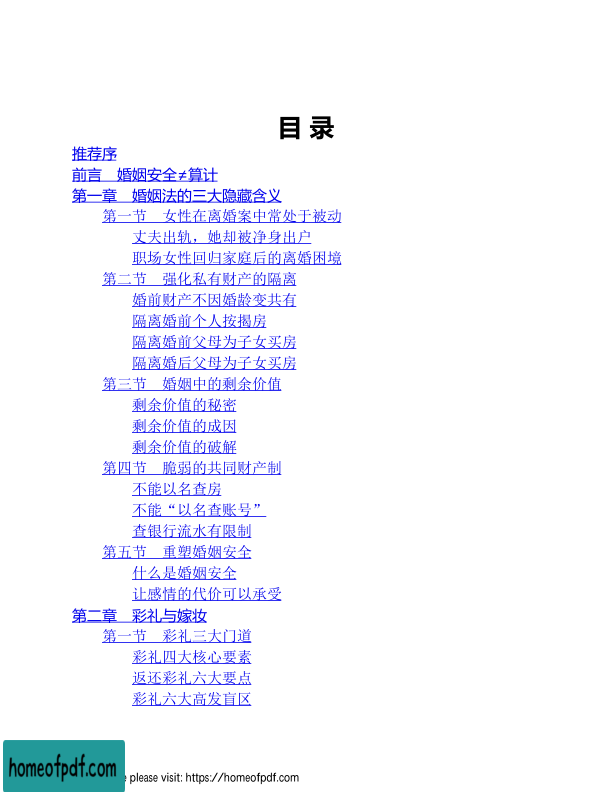 目 录
推荐序
前言　婚姻安全≠算计
第一章　婚姻法的三大隐藏含义
第一节　女性在离婚案中常处于被动
丈夫出轨，她却被净身出户
职场女性回归家庭后的离婚困境
第二节　强化私有财产的隔离
婚前财产不因婚龄变共有
隔离婚前个人按揭房
隔离婚前父母为子女买房
隔离婚后父母为子女买房
第三节　婚姻中的剩余价值
剩余价值的秘密
剩余价值的成因
剩余价值的破解
第四节　脆弱的共同财产制
不能以名查房
不能“以名查账号”
查银行流水有限制
第五节　重塑婚姻安全
什么是婚姻安全
让感情的代价可以承受
第二章　彩礼与嫁妆
第一节　彩礼三大门道
彩礼四大核心要素
返还彩礼六大要点
彩礼六大高发盲区
homeofpdf.com
please visit: https://homeofpdf.com